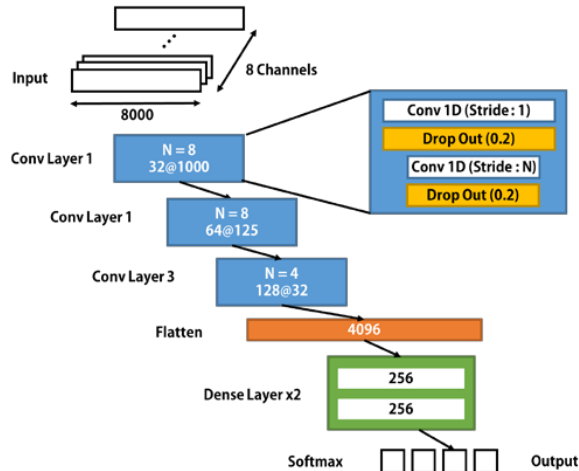 Input
8 Channels
8000
Conv Layer 1
N = 8
32@1000
Conv 1D (Stride : 1)
Drop Out (0.2)
Conv 1D (Stride : N)
Drop Out (0.2)
Conv Layer 1
N = 8
64@125
Conv Layer 3
N = 4
128@32
Flatten
4096
Dense Layer x2
256
256
Softmax
Output